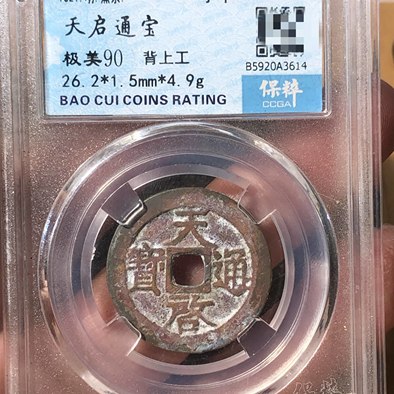 天启通宝
极美90 背上工
26.2*1.5mm*4.9g
BAO CUI COINS RATING
B5920A3614
保粹
CCGA
天
寶 通
啓